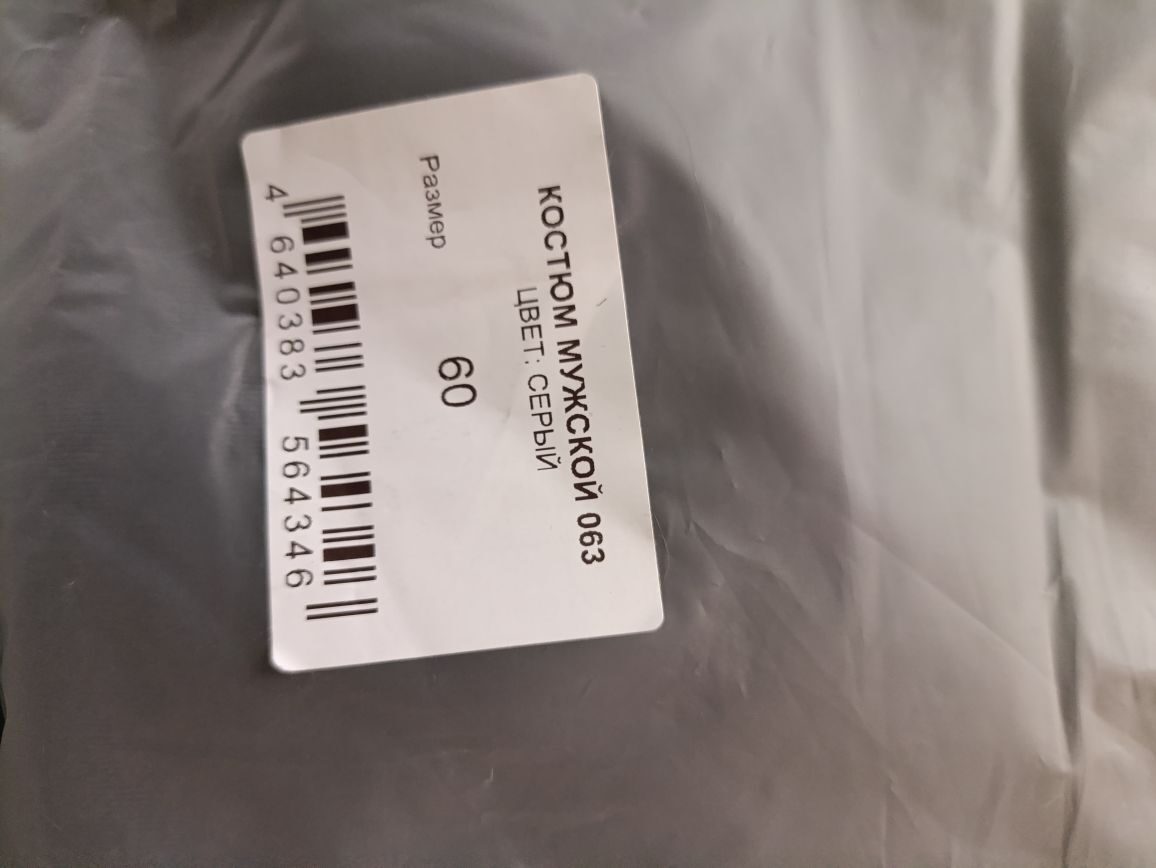 КОСТЮМ МУЖСКОЙ 063
ЦВЕТ: СЕРЫЙ
Размер 60
4 640383 564346